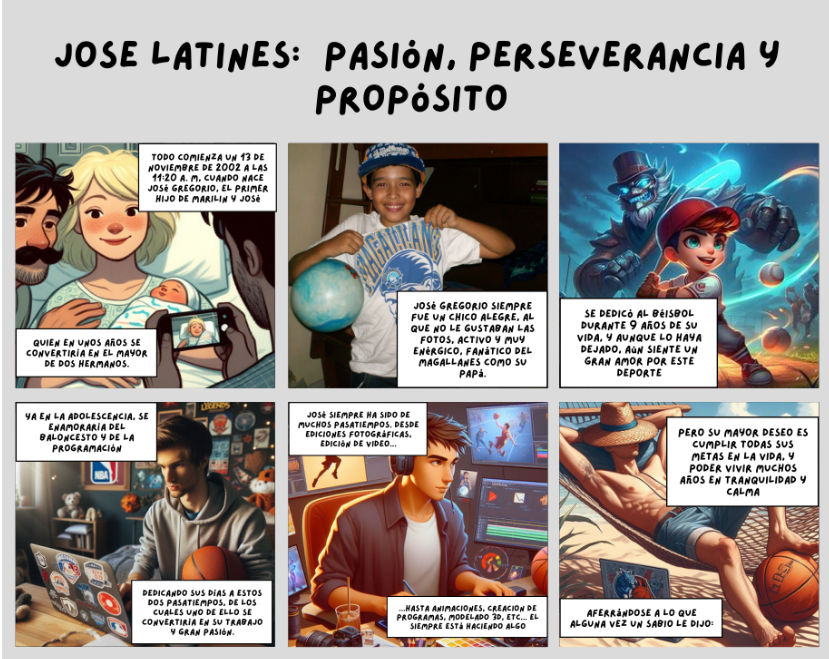 JOSE LATINES: PASIÓN, PERSEVERANCIA Y
PROPÓSITO
TODO COMIENZA UN 13 DE
NOVIEMBRE DE 2002 A LAS
11:20 A. M, CUANDO NACE
JOSÉ GREGORIO, EL PRIMER
HIJO DE MARILIN Y JOSÉ
QUIEN EN UNOS AÑOS SE
CONVERTIRÍA EN EL MAYOR
DE DOS HERMANOS.
MAGALLANES
JOSÉ GREGORIO SIEMPRE
FUE UN CHICO ALEGRE, AL
QUE NO LE GUSTABAN LAS
FOTOS, ACTIVO Y MUY
ENÉRGICO, FANÁTICO DEL
MAGALLANES COMO SU
PAPÁ.
SE DEDICÓ AL BÉISBOL
DURANTE 9 AÑOS DE SU
VIDA, Y AUNQUE LO HAYA
DEJADO, AÚN SIENTE UN
GRAN AMOR POR ESTE
DEPORTE
YA EN LA ADOLESCENCIA, SE
ENAMORARÍA DEL
BALONCESTO Y DE LA
PROGRAMACIÓN
NBA
DEDICANDO SUS DÍAS A ESTOS
DOS PASATIEMPOS, DE LOS
CUALES UNO DE ELLO SE
CONVERTIRÍA EN SU TRABAJO
Y GRAN PASIÓN.
JOSÉ SIEMPRE HA SIDO DE
MUCHOS PASATIEMPOS. DESDE
EDICIONES FOTOGRÁFICAS,
EDICIÓN DE VIDEO...
...HASTA ANIMACIONES, CREACION DE
PROGRAMAS, MODELADO 3D, ETC... EL
SIEMPRE ESTÁ HACIENDO ALGO
PERO SU MAYOR DESEO ES
CUMPLIR TODAS SUS
METAS EN LA VIDA, Y
PODER VIVIR MUCHOS
AÑOS EN TRANQUILIDAD Y
CALMA
AFERRÁNDOSE A LO QUE
ALGUNA VEZ UN SABIO LE DIJO: